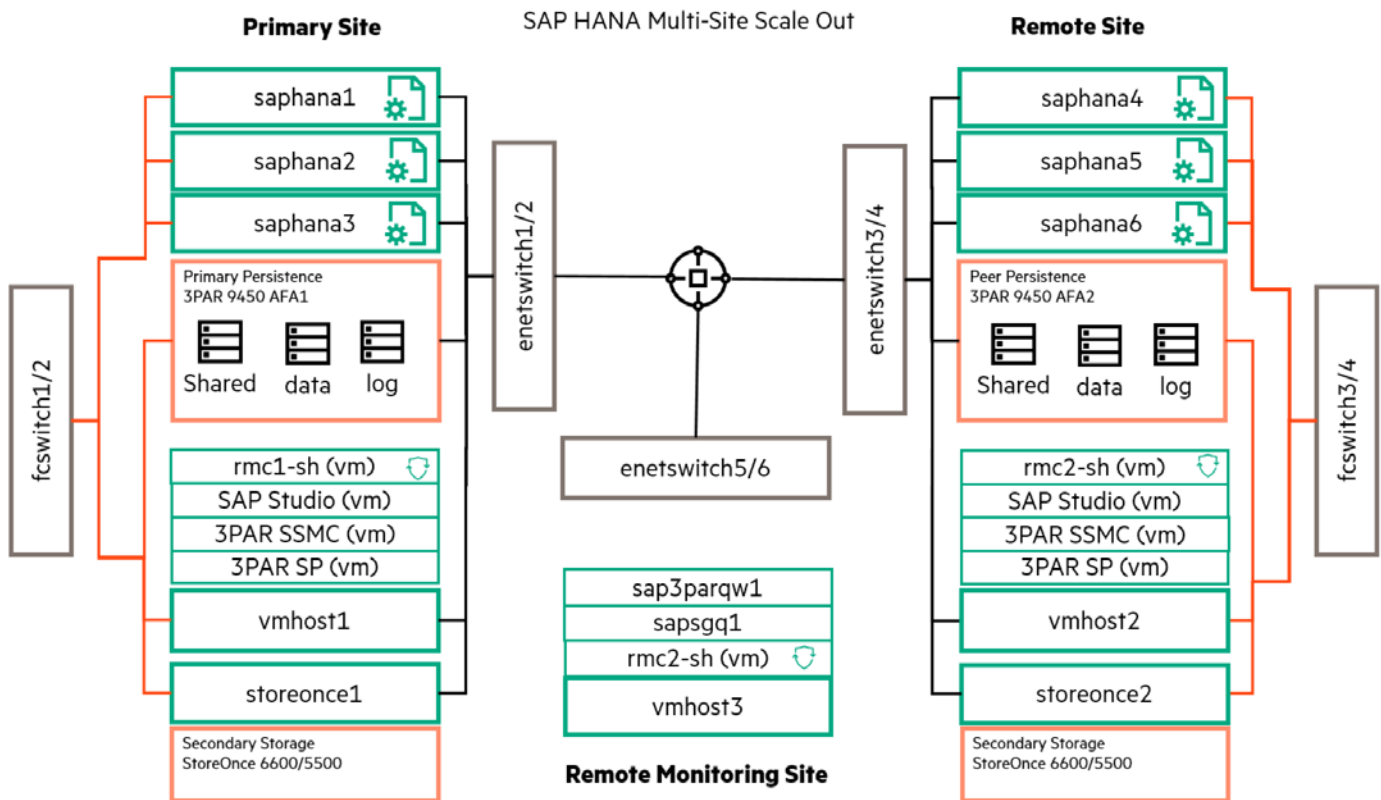 SAP HANA Multi-Site Scale Out
Primary Site
saphana1
saphana2
saphana3
Primary Persistence
3PAR 9450 AFA1
Shared
data
log
fcswitch1/2
enetswitch1/2
rmc1-sh (vm)
SAP Studio (vm)
3PAR SSMC (vm)
3PAR SP (vm)
vmhost1
storeonce1
Secondary Storage
StoreOnce 6600/5500
enetswitch5/6
sap3parqw1
sapsgq1
rmc2-sh (vm)
vmhost3
Remote Monitoring Site
Remote Site
saphana4
saphana5
saphana6
enetswitch3/4
Peer Persistence
3PAR 9450 AFA2
Shared
data
log
fcswitch3/4
rmc2-sh (vm)
SAP Studio (vm)
3PAR SSMC (vm)
3PAR SP (vm)
vmhost2
storeonce2
Secondary Storage
StoreOnce 6600/5500